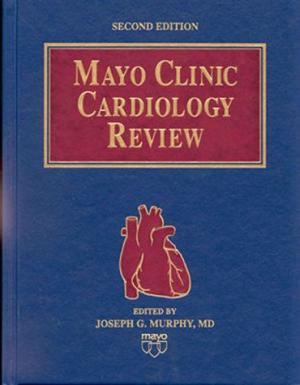 SECOND EDITION
MAYO CLINIC
CARDIOLOGY
REVIEW
EDITED BY
JOSEPH G. MURPHY, MD
mayo